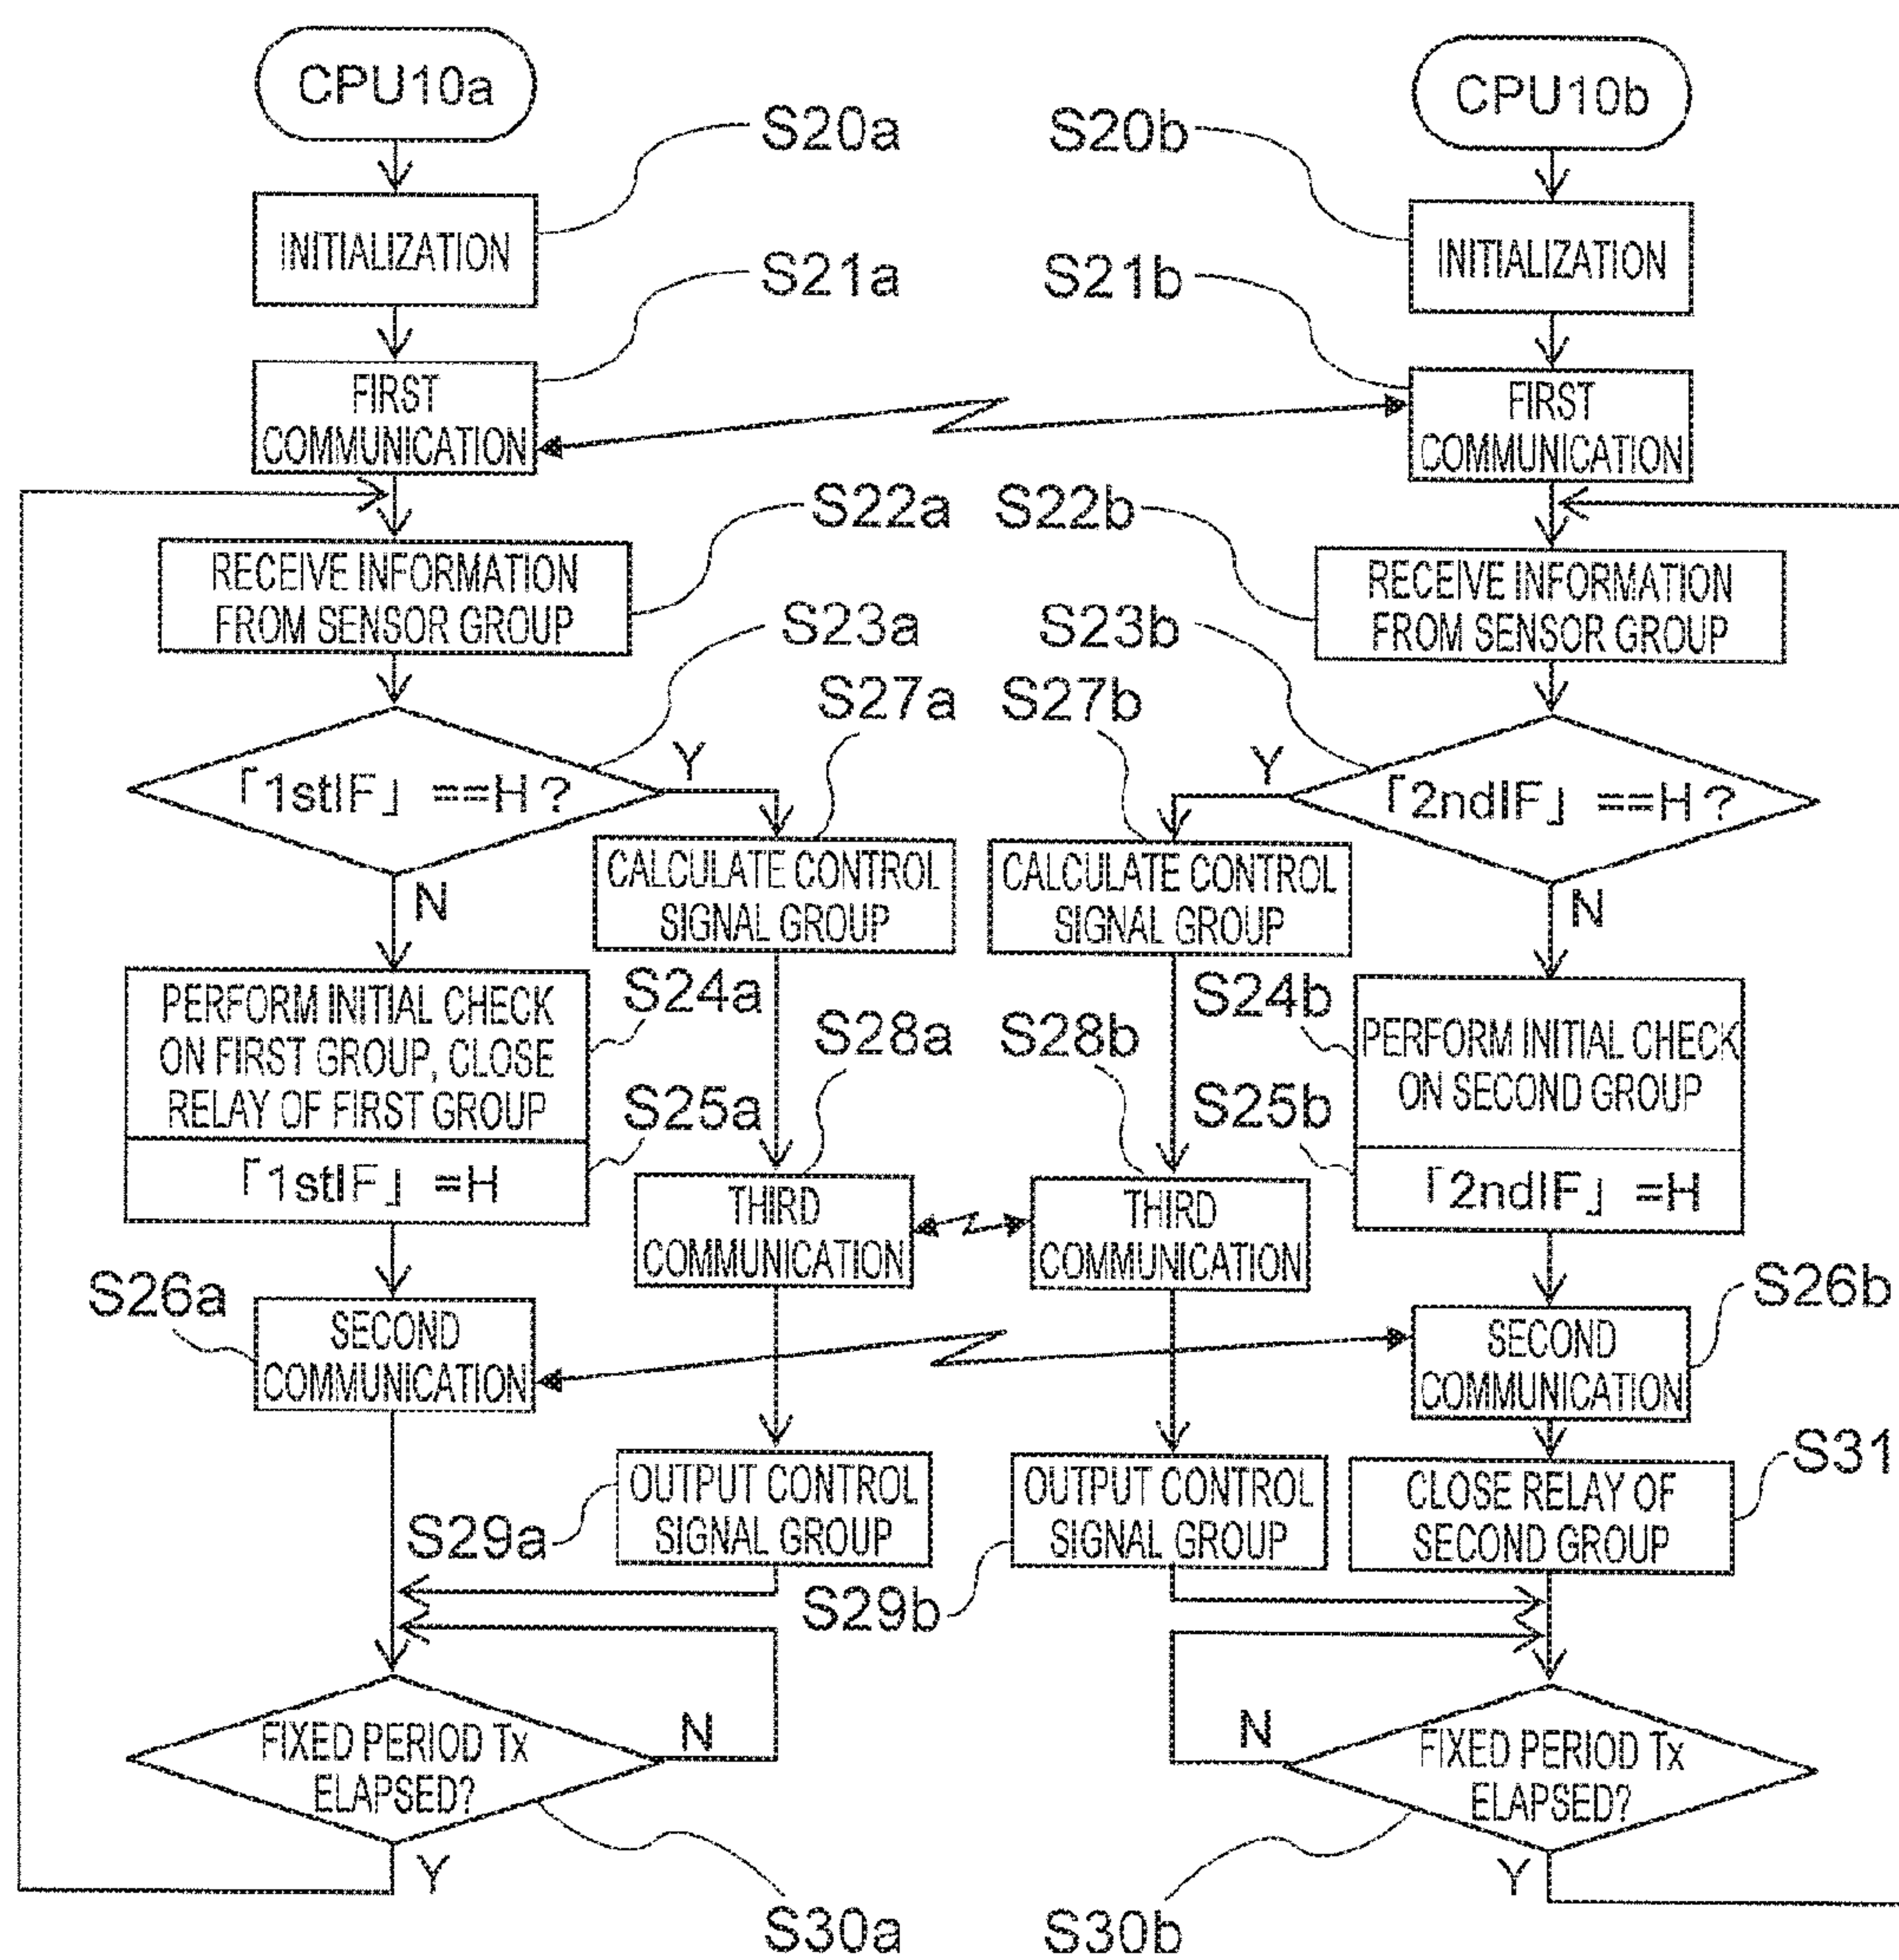 CPU10a
CPU10b
S20a
S20b
INITIALIZATION
INITIALIZATION
S21a
S21b
FIRST
COMMUNICATION
FIRST
COMMUNICATION
S22a
S22b
RECEIVE INFORMATION
FROM SENSOR GROUP
RECEIVE INFORMATION
FROM SENSOR GROUP
S23a
S23b
S27a
S27b
「1stIF」 ==H?
Y
Y
「2ndIF」 ==H?
CALCULATE CONTROL
SIGNAL GROUP
CALCULATE CONTROL
SIGNAL GROUP
N
N
S24a
S24b
PERFORM INITIAL CHECK
ON FIRST GROUP, CLOSE
RELAY OF FIRST GROUP
PERFORM INITIAL CHECK
ON SECOND GROUP
S28a
S28b
S25a
S25b
「1stIF」 =H
「2ndIF」 =H
THIRD
COMMUNICATION
THIRD
COMMUNICATION
S26a
S26b
SECOND
COMMUNICATION
SECOND
COMMUNICATION
S31
OUTPUT CONTROL
SIGNAL GROUP
OUTPUT CONTROL
SIGNAL GROUP
CLOSE RELAY OF
SECOND GROUP
S29a
S29b
FIXED PERIOD Tx
ELAPSED?
N
N
FIXED PERIOD Tx
ELAPSED?
Y
Y
S30a
S30b